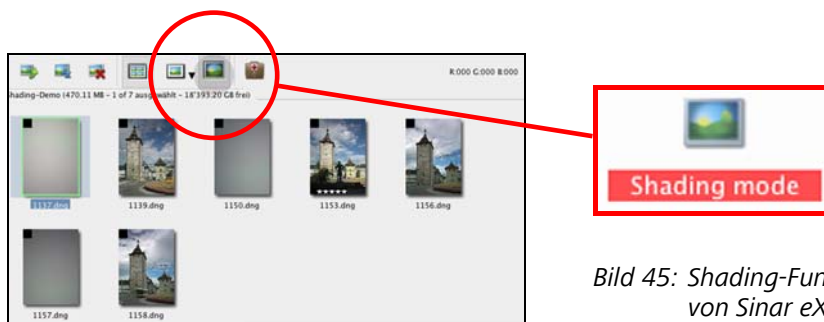 R:000 G:000 B:000
hading-Demo (470.11 MB - 1 of 7 ausgewählt - 18'393.20 GB frei)
1137.dng
1139.dng
1150.dng
1153.dng
1156.dng
1157.dng
1158.dng
Shading mode
Bild 45: Shading-Fun
von Sinar eX